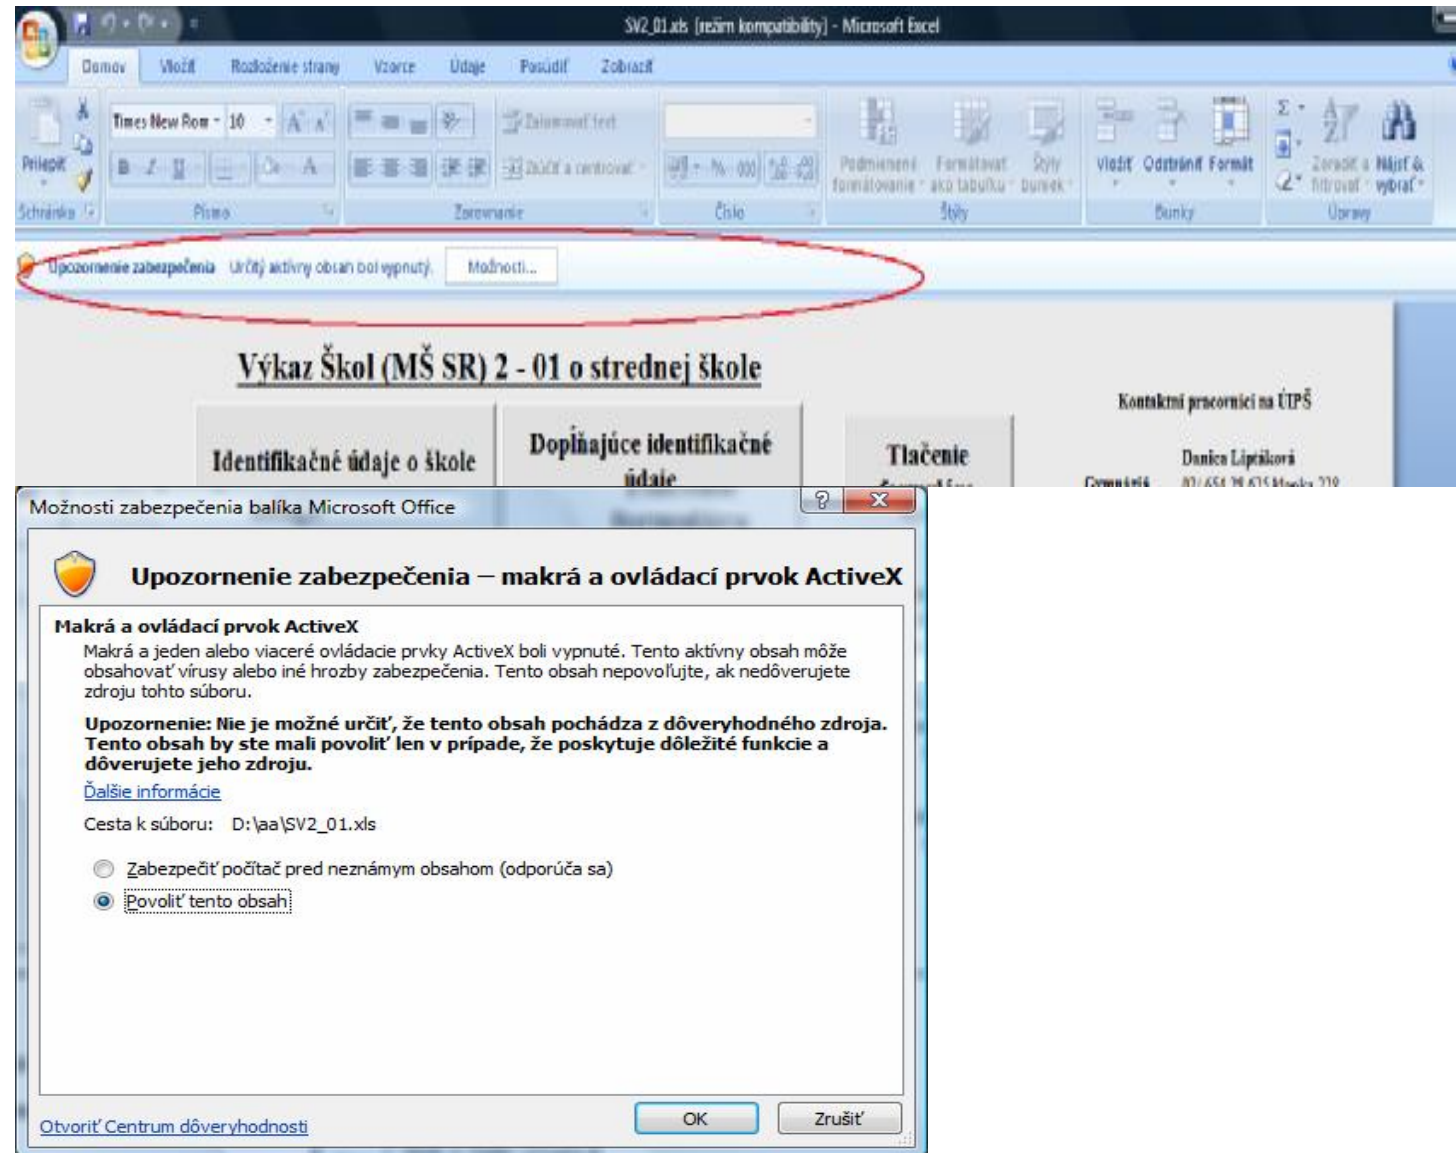 SV2_01.xls [režim kompatibility] - Microsoft Excel
Domov Vložiť Rozloženie strany Vzorce Údaje Posúdiť Zobraziť
Times New Rom 10 A A Zalamovať text Σ
Prilepiť B I U A Zlúčiť a centrovať % 000 Podmienené formátovanie Formátovať ako tabuľku Štýly buniek Vložiť Odstrániť Formát Zoradiť a filtrovať Nájsť & vybrať
Schránka Písmo Zarovnanie Číslo Štýly Bunky Úpravy
Upozornenie zabezpečenia Určitý aktívny obsah bol vypnutý. Možnosti...
Výkaz Škol (MŠ SR) 2 - 01 o strednej škole
Kontaktní pracovníci na ÚIPŠ
Identifikačné údaje o škole
Dopĺňajúce identifikačné
údaje
Tlačenie
Danica Liptáková
Gymnáziá
Možnosti zabezpečenia balíka Microsoft Office
Upozornenie zabezpečenia – makrá a ovládací prvok ActiveX
Makrá a ovládací prvok ActiveX
Makrá a jeden alebo viaceré ovládacie prvky ActiveX boli vypnuté. Tento aktívny obsah môže
obsahovať vírusy alebo iné hrozby zabezpečenia. Tento obsah nepovoľujte, ak nedôverujete
zdroju tohto súboru.
Upozornenie: Nie je možné určiť, že tento obsah pochádza z dôveryhodného zdroja.
Tento obsah by ste mali povoliť len v prípade, že poskytuje dôležité funkcie a
dôverujete jeho zdroju.
Ďalšie informácie
Cesta k súboru: D:\aa\SV2_01.xls
Zabezpečiť počítač pred neznámym obsahom (odporúča sa)
Povoliť tento obsah
Otvoriť Centrum dôveryhodnosti
OK Zrušiť